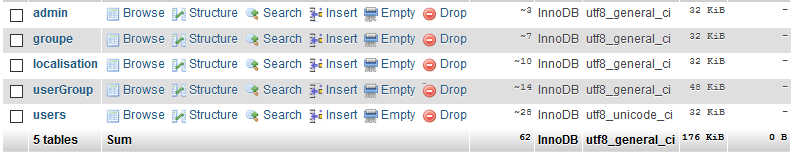 admin Browse Structure Search Insert Empty Drop ~3 InnoDB utf8_general_ci 32 KiB -
groupe Browse Structure Search Insert Empty Drop ~7 InnoDB utf8_general_ci 32 KiB -
localisation Browse Structure Search Insert Empty Drop ~10 InnoDB utf8_general_ci 32 KiB -
userGroup Browse Structure Search Insert Empty Drop ~14 InnoDB utf8_general_ci 48 KiB -
users Browse Structure Search Insert Empty Drop ~28 InnoDB utf8_unicode_ci 32 KiB -
5 tables Sum 62 InnoDB utf8_general_ci 176 KiB 0 B